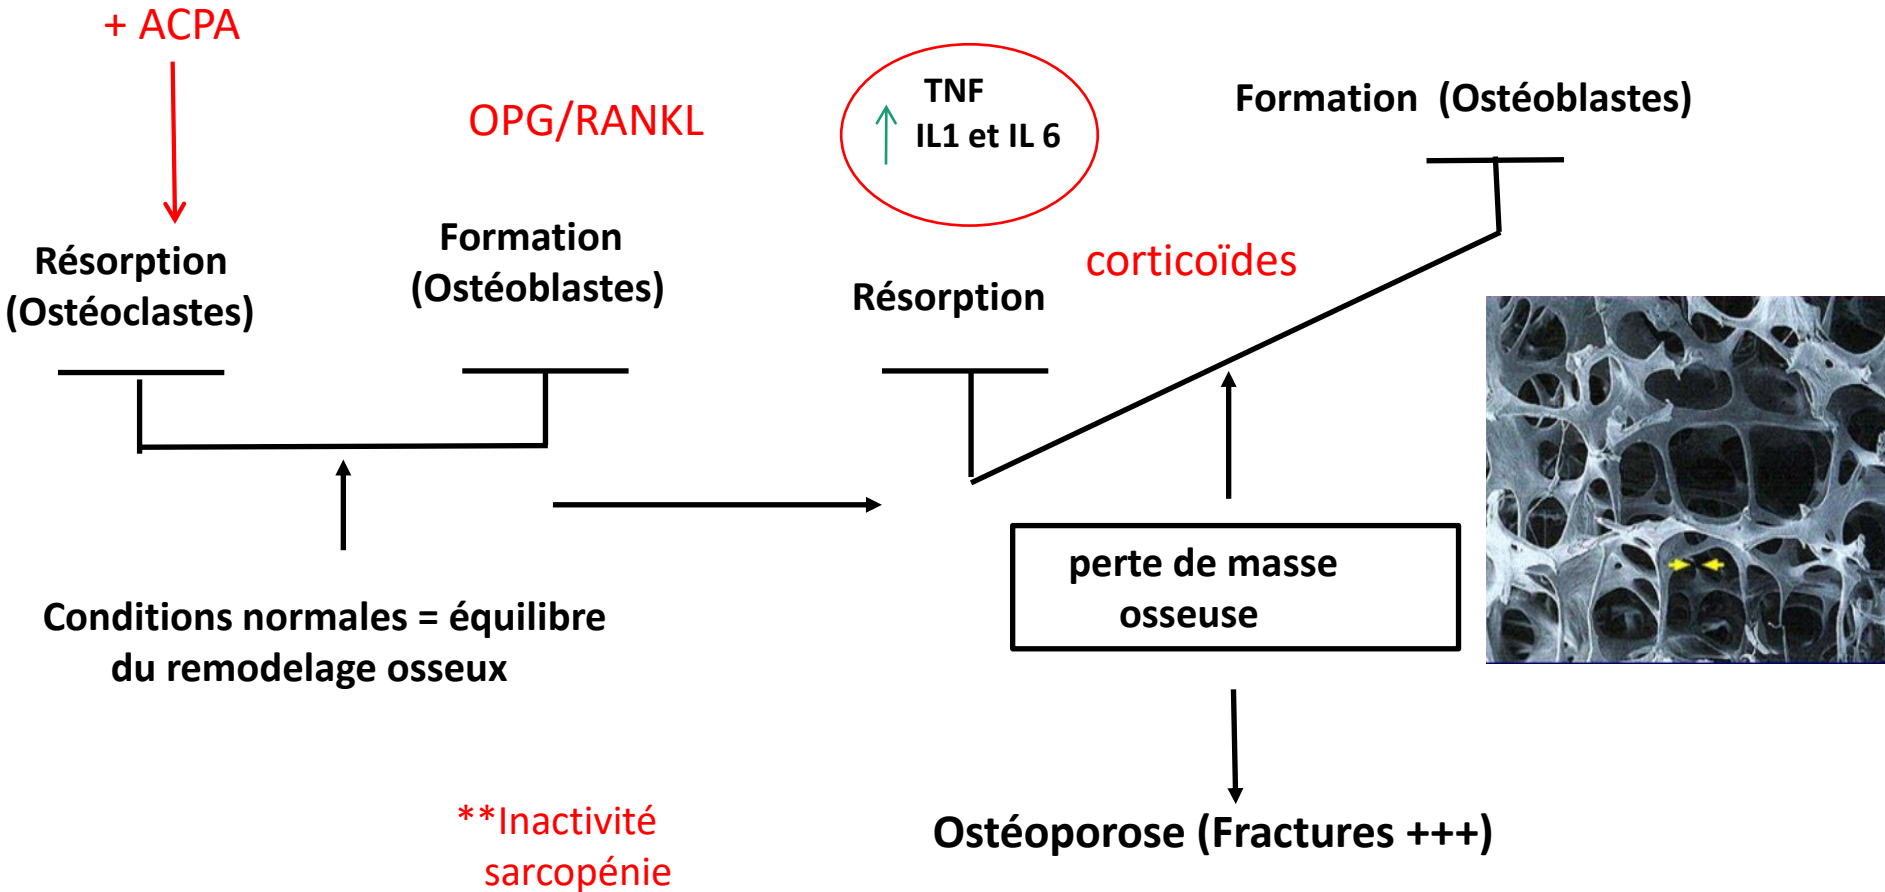 + ACPA
OPG/RANKL
TNF
IL1 et IL 6
Formation (Ostéoblastes)
Résorption
(Ostéoclastes)
Formation
(Ostéoblastes)
Résorption
corticoïdes
perte de masse
osseuse
Conditions normales = équilibre
du remodelage osseux
**Inactivité
sarcopénie
Ostéoporose (Fractures +++)